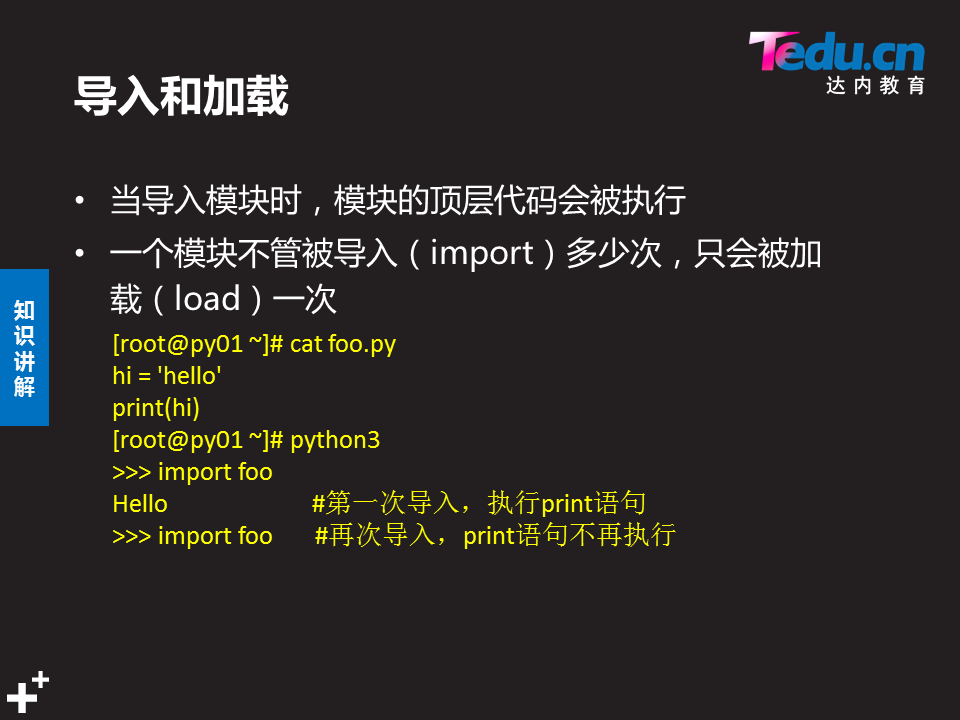 Tedu.cn
达内教育
导入和加载
• 当导入模块时，模块的顶层代码会被执行
• 一个模块不管被导入（import）多少次，只会被加
载（load）一次
知识讲解
[root@py01 ~]# cat foo.py
hi = 'hello'
print(hi)
[root@py01 ~]# python3
>>> import foo
Hello #第一次导入，执行print语句
>>> import foo #再次导入，print语句不再执行